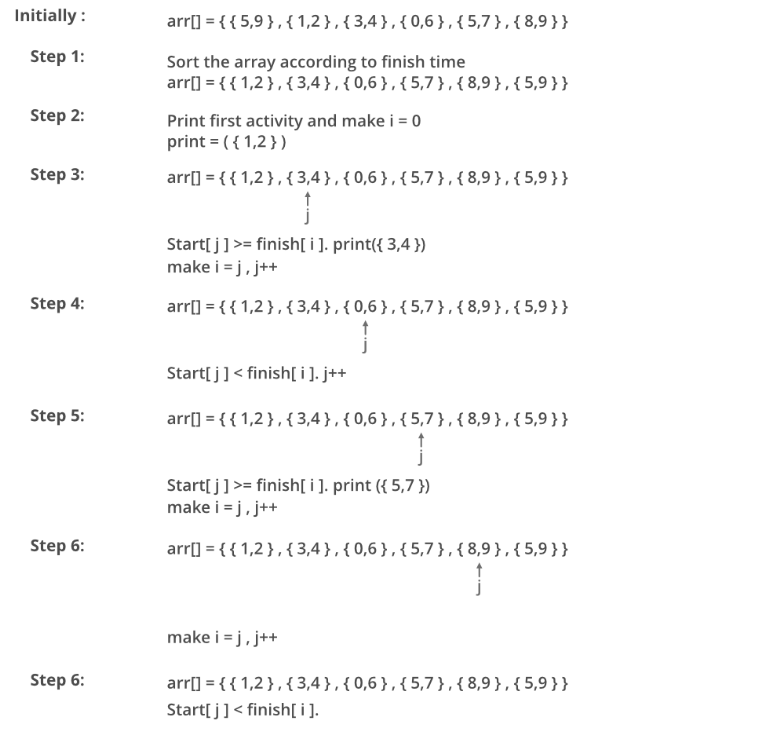 Initially : arr[] = { { 5,9 } , { 1,2 } , { 3,4 } , { 0,6 } , { 5,7 } , { 8,9 } }
Step 1: Sort the array according to finish time
arr[] = { { 1,2 } , { 3,4 } , { 0,6 } , { 5,7 } , { 8,9 } , { 5,9 } }
Step 2: Print first activity and make i = 0
print = ( { 1,2 } )
Step 3: arr[] = { { 1,2 } , { 3,4 } , { 0,6 } , { 5,7 } , { 8,9 } , { 5,9 } }
j
Start[ j ] >= finish[ i ]. print({ 3,4 })
make i = j , j++
Step 4: arr[] = { { 1,2 } , { 3,4 } , { 0,6 } , { 5,7 } , { 8,9 } , { 5,9 } }
j
Start[ j ] < finish[ i ]. j++
Step 5: arr[] = { { 1,2 } , { 3,4 } , { 0,6 } , { 5,7 } , { 8,9 } , { 5,9 } }
j
Start[ j ] >= finish[ i ]. print ({ 5,7 })
make i = j , j++
Step 6: arr[] = { { 1,2 } , { 3,4 } , { 0,6 } , { 5,7 } , { 8,9 } , { 5,9 } }
j
make i = j , j++
Step 6: arr[] = { { 1,2 } , { 3,4 } , { 0,6 } , { 5,7 } , { 8,9 } , { 5,9 } }
Start[ j ] < finish[ i ].